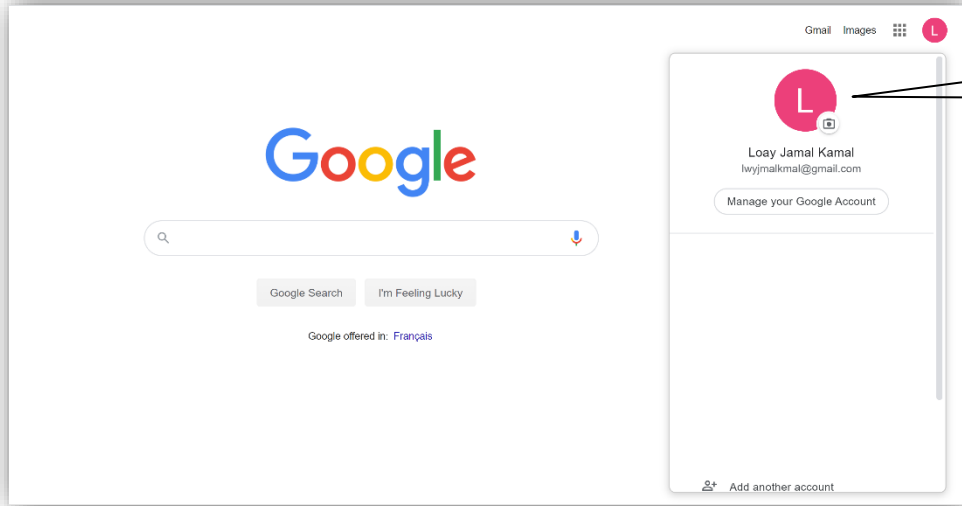 Gmail Images L
L
Loay Jamal Kamal
lwyjmalkmal@gmail.com
Manage your Google Account
Google
Google Search I'm Feeling Lucky
Google offered in: Français
Add another account